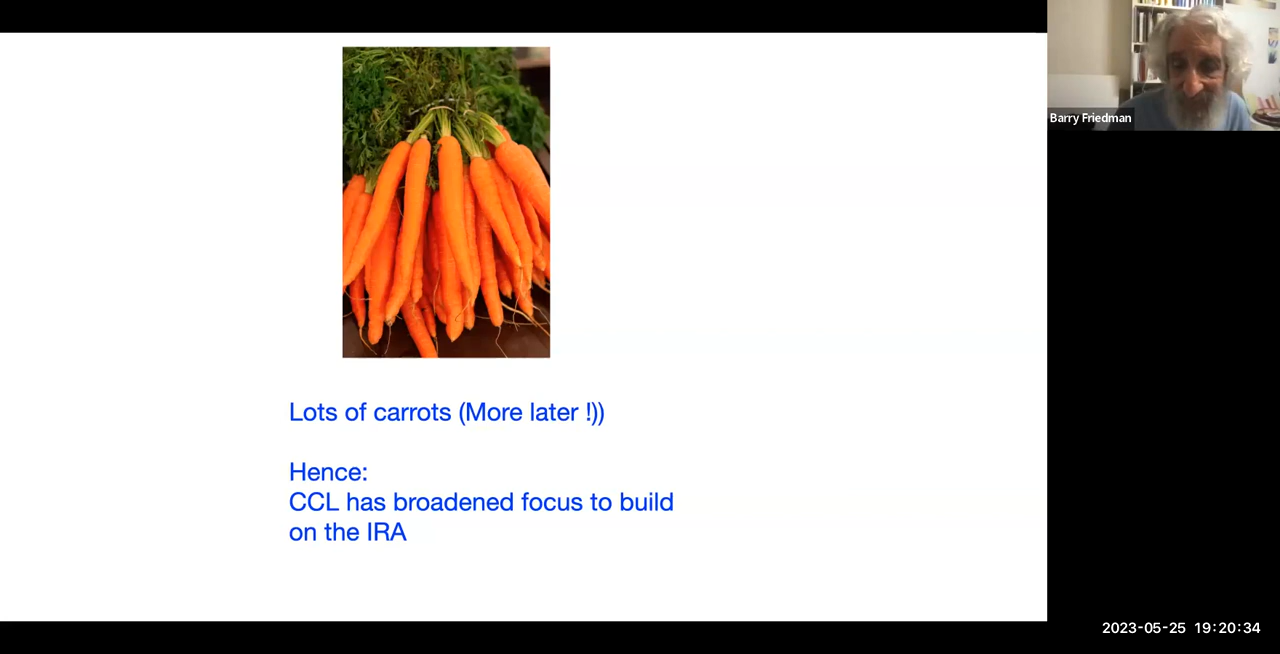 Barry Friedman
Lots of carrots (More later !))
Hence:
CCL has broadened focus to build
on the IRA
2023-05-25 19:20:34